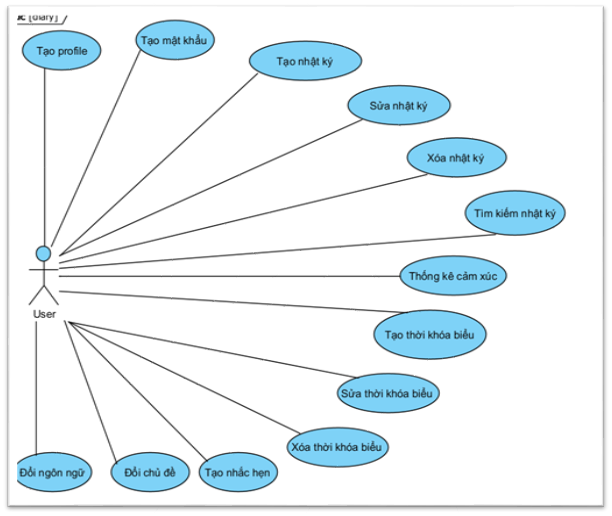 [diary]
Tạo profile
Tạo mật khẩu
Tạo nhật ký
Sửa nhật ký
Xóa nhật ký
Tìm kiếm nhật ký
Thống kê cảm xúc
Tạo thời khóa biểu
Sửa thời khóa biểu
Xóa thời khóa biểu
Tạo nhắc hẹn
Đổi chủ đề
Đổi ngôn ngữ
User